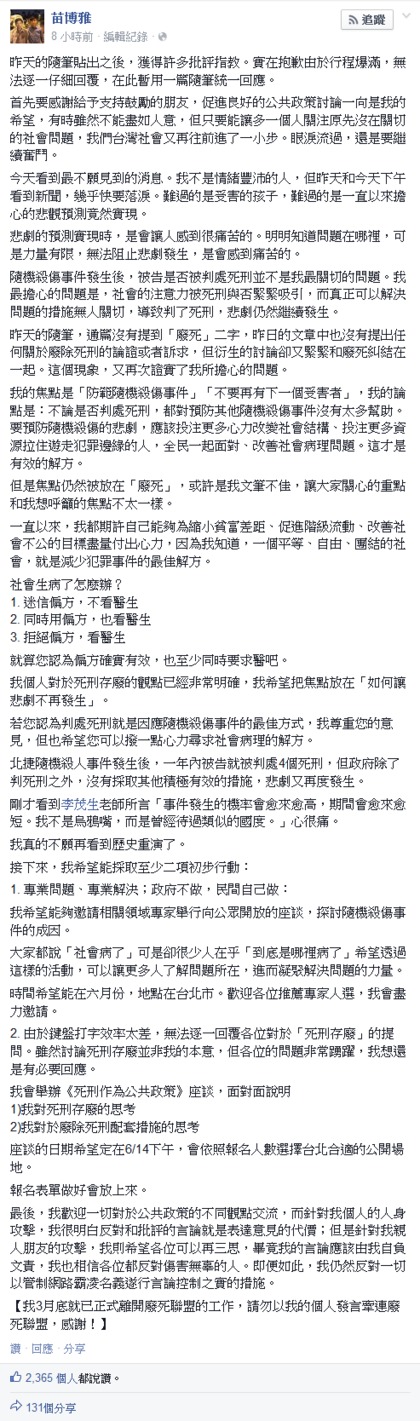 苗博雅
追蹤
8 小時前 · 編輯紀錄 ·
昨天的隨筆貼出之後，獲得許多批評指教。實在抱歉由於行程爆滿，無
法逐一仔細回覆，在此暫用一篇隨筆統一回應。
首先要感謝給予支持鼓勵的朋友，促進良好的公共政策討論一向是我的
希望，有時雖然不能盡如人意，但只要能讓多一個人關注原先沒在關切
的社會問題，我們台灣社會又再往前進了一小步。眼淚流過，還是要繼
續奮鬥。
今天看到最不願見到的消息。我不是情緒豐沛的人，但昨天和今天下午
看到新聞，幾乎快要落淚。難過的是受害的孩子，難過的是一直以來擔
心的悲觀預測竟然實現。
悲劇的預測實現時，是會讓人感到很痛苦的。明明知道問題在哪裡，可
是力量有限，無法阻止悲劇發生，是會感到痛苦的。
隨機殺傷事件發生後，被告是否被判處死刑並不是我最關切的問題。我
最擔心的問題是，社會的注意力被死刑與否緊緊吸引，而真正可以解決
問題的措施無人關切，導致判了死刑，悲劇仍然繼續發生。
昨天的隨筆，通篇沒有提到「廢死」二字，昨日的文章中也沒有提出任
何關於廢除死刑的論證或者訴求，但衍生的討論卻又緊緊和廢死糾結在
一起。這個現象，又再次證實了我所擔心的問題。
我的焦點是「防範隨機殺傷事件」「不要再有下一個受害者」，我的論
點是：不論是否判處死刑，都對預防其他隨機殺傷事件沒有太多幫助。
要預防隨機殺傷的悲劇，應該投注更多心力改變社會結構、投注更多資
源拉住遊走犯罪邊緣的人，全民一起面對、改善社會病理問題。這才是
有效的解方。
但是焦點仍然被放在「廢死」，或許是我文筆不佳，讓大家關心的重點
和我想呼籲的焦點不太一樣。
一直以來，我都期許自己能夠為縮小貧富差距、促進階級流動、改善社
會不公的目標盡量付出心力，因為我知道，一個平等、自由、團結的社
會，就是減少犯罪事件的最佳解方。
社會生病了怎麼辦？
1. 迷信偏方，不看醫生
2. 同時用偏方，也看醫生
3. 拒絕偏方，看醫生
就算您認為偏方確實有效，也至少同時要求醫吧。
我個人對於死刑存廢的觀點已經非常明確，我希望把焦點放在「如何讓
悲劇不再發生」。
若您認為判處死刑就是因應隨機殺傷事件的最佳方式，我尊重您的意
見，但也希望您可以撥一點心力尋求社會病理的解方。
北捷隨機殺人事件發生後，一年內被告就被判處4個死刑，但政府除了
判死刑之外，沒有採取其他積極有效的措施，悲劇又再度發生。
剛才看到李茂生老師所言「事件發生的機率會愈來愈高，期間會愈來愈
短。我不是烏鴉嘴，而是曾經待過類似的國度。」心很痛。
我真的不願再看到歷史重演了。
接下來，我希望能採取至少二項初步行動：
1. 專業問題、專業解決；政府不做，民間自己做：
我希望能夠邀請相關領域專家舉行向公眾開放的座談，探討隨機殺傷事
件的成因。
大家都說「社會病了」可是卻很少人在乎「到底是哪裡病了」希望透過
這樣的活動，可以讓更多人了解問題所在，進而凝聚解決問題的力量。
時間希望能在六月份，地點在台北市。歡迎各位推薦專家人選，我會盡
力邀請。
2. 由於鍵盤打字效率太差，無法逐一回覆各位對於「死刑存廢」的提
問。雖然討論死刑存廢並非我的本意，但各位的問題非常踴躍，我想還
是有必要回應。
我會舉辦《死刑作為公共政策》座談，面對面說明
1)我對死刑存廢的思考
2)我對於廢除死刑配套措施的思考
座談的日期希望定在6/14下午，會依照報名人數選擇台北合適的公開場
地。
報名表單做好會放上來。
最後，我歡迎一切對於公共政策的不同觀點交流，而針對我個人的人身
攻擊，我很明白反對和批評的言論就是表達意見的代價；但是針對我親
人朋友的攻擊，我則希望各位可以再三思，畢竟我的言論應該由我自負
文責，我也相信各位都反對傷害無辜的人。即便如此，我仍然反對一切
以管制網路霸凌名義遂行言論控制之實的措施。
【我3月底就已正式離開廢死聯盟的工作，請勿以我的個人發言牽連廢
死聯盟，感謝！】
讚 · 回應 · 分享
2,365 個人都說讚。
131個分享